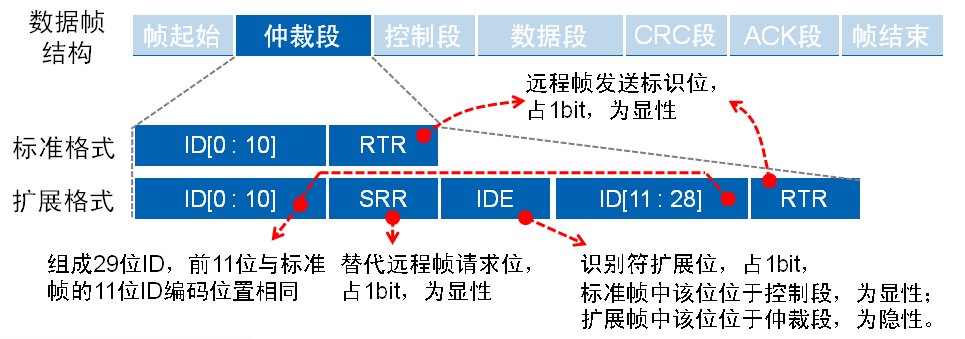 数据帧结构
帧起始 仲裁段 控制段 数据段 CRC段 ACK段 帧结束
远程帧发送标识位，
占1bit，为显性
标准格式 ID[0 : 10] RTR
扩展格式 ID[0 : 10] SRR IDE ID[11 : 28] RTR
组成29位ID，前11位与标准
帧的11位ID编码位置相同
替代远程帧请求位，
占1bit，为显性
识别符扩展位，占1bit，
标准帧中该位位于控制段，为显性；
扩展帧中该位位于仲裁段，为隐性。